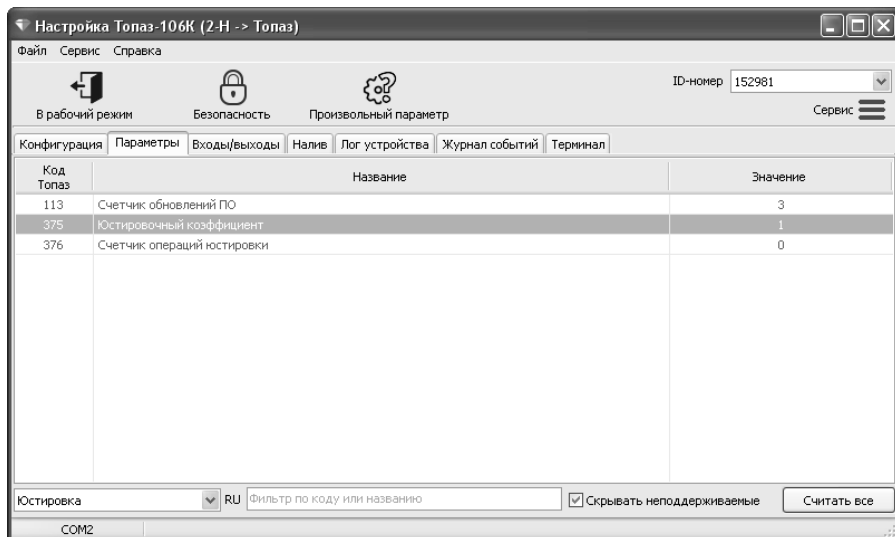 Настройка Топаз-106К (2-Н -> Топаз)
Файл Сервис Справка
В рабочий режим Безопасность Произвольный параметр ID-номер 152981 Сервис
Конфигурация Параметры Входы/выходы Налив Лог устройства Журнал событий Терминал
Код Топаз Название Значение
113 Счетчик обновлений ПО 3
375 Юстировочный коэффициент 1
376 Счетчик операций юстировки 0
Юстировка RU Фильтр по коду или названию Скрывать неподдерживаемые Считать все
COM2